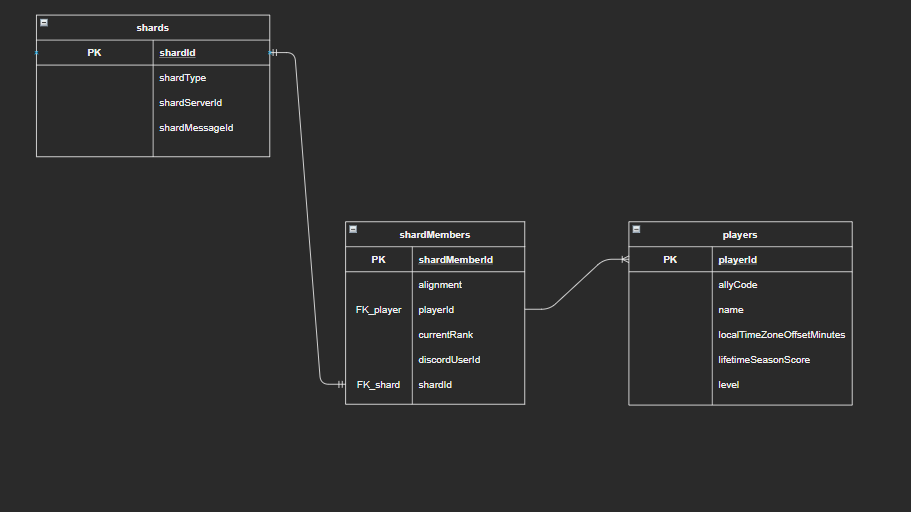 shards
PK shardId
shardType
shardServerId
shardMessageId
shardMembers
PK shardMemberId
alignment
FK_player playerId
currentRank
discordUserId
FK_shard shardId
players
PK playerId
allyCode
name
localTimeZoneOffsetMinutes
lifetimeSeasonScore
level